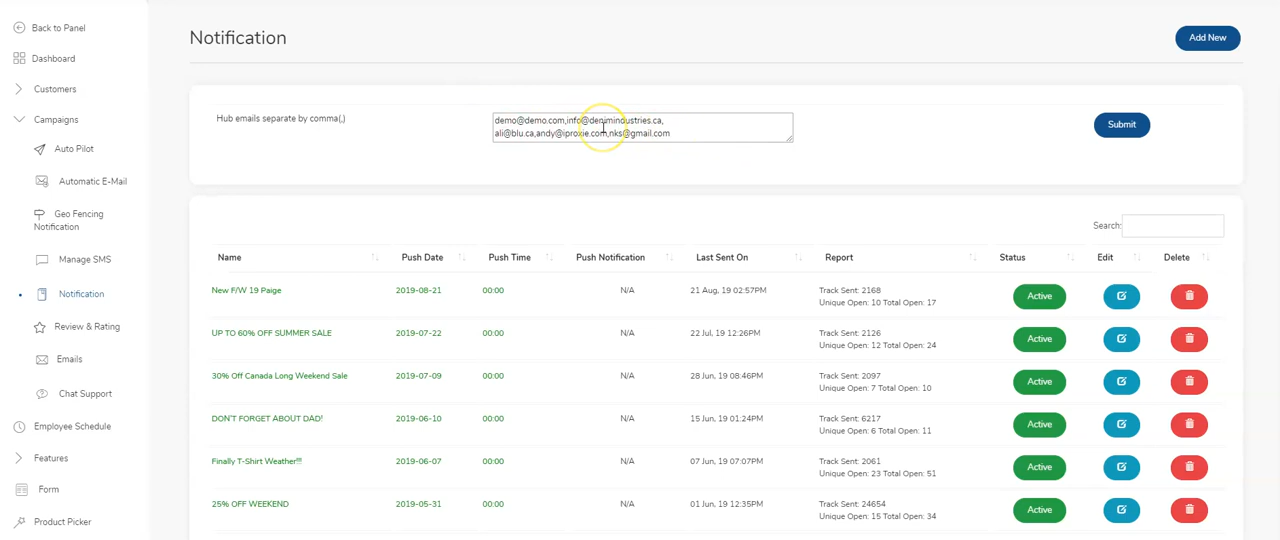 Back to Panel
Dashboard
Customers
Campaigns
Auto Pilot
Automatic E-Mail
Geo Fencing
Notification
Manage SMS
Notification
Review & Rating
Emails
Chat Support
Employee Schedule
Features
Form
Product Picker
Notification
Add New
Hub emails separate by comma(,)
demo@demo.com,info@denimindustries.ca,
ali@blu.ca,andy@iproxie.com,nks@gmail.com
Submit
Search:
Name Push Date Push Time Push Notification Last Sent On Report Status Edit Delete
New F/W 19 Paige 2019-08-21 00:00 N/A 21 Aug, 19 02:57PM Track Sent: 2168 Active
Unique Open: 10 Total Open: 17
UP TO 60% OFF SUMMER SALE 2019-07-22 00:00 N/A 22 Jul, 19 12:26PM Track Sent: 2126 Active
Unique Open: 12 Total Open: 24
30% Off Canada Long Weekend Sale 2019-07-09 00:00 N/A 28 Jun, 19 08:46PM Track Sent: 2097 Active
Unique Open: 7 Total Open: 10
DON'T FORGET ABOUT DAD! 2019-06-10 00:00 N/A 15 Jun, 19 01:24PM Track Sent: 6217 Active
Unique Open: 6 Total Open: 11
Finally T-Shirt Weather!!! 2019-06-07 00:00 N/A 07 Jun, 19 07:07PM Track Sent: 2061 Active
Unique Open: 23 Total Open: 51
25% OFF WEEKEND 2019-05-31 00:00 N/A 01 Jun, 19 12:35PM Track Sent: 24654 Active
Unique Open: 15 Total Open: 34